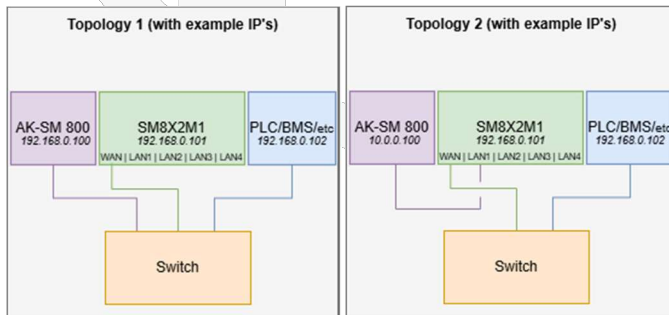 Topology 1 (with example IP's)
AK-SM 800
192.168.0.100
SM8X2M1
192.168.0.101
WAN | LAN1 | LAN2 | LAN3 | LAN4
PLC/BMS/etc
192.168.0.102
Switch
Topology 2 (with example IP's)
AK-SM 800
10.0.0.100
SM8X2M1
192.168.0.101
WAN | LAN1 | LAN2 | LAN3 | LAN4
PLC/BMS/etc
192.168.0.102
Switch